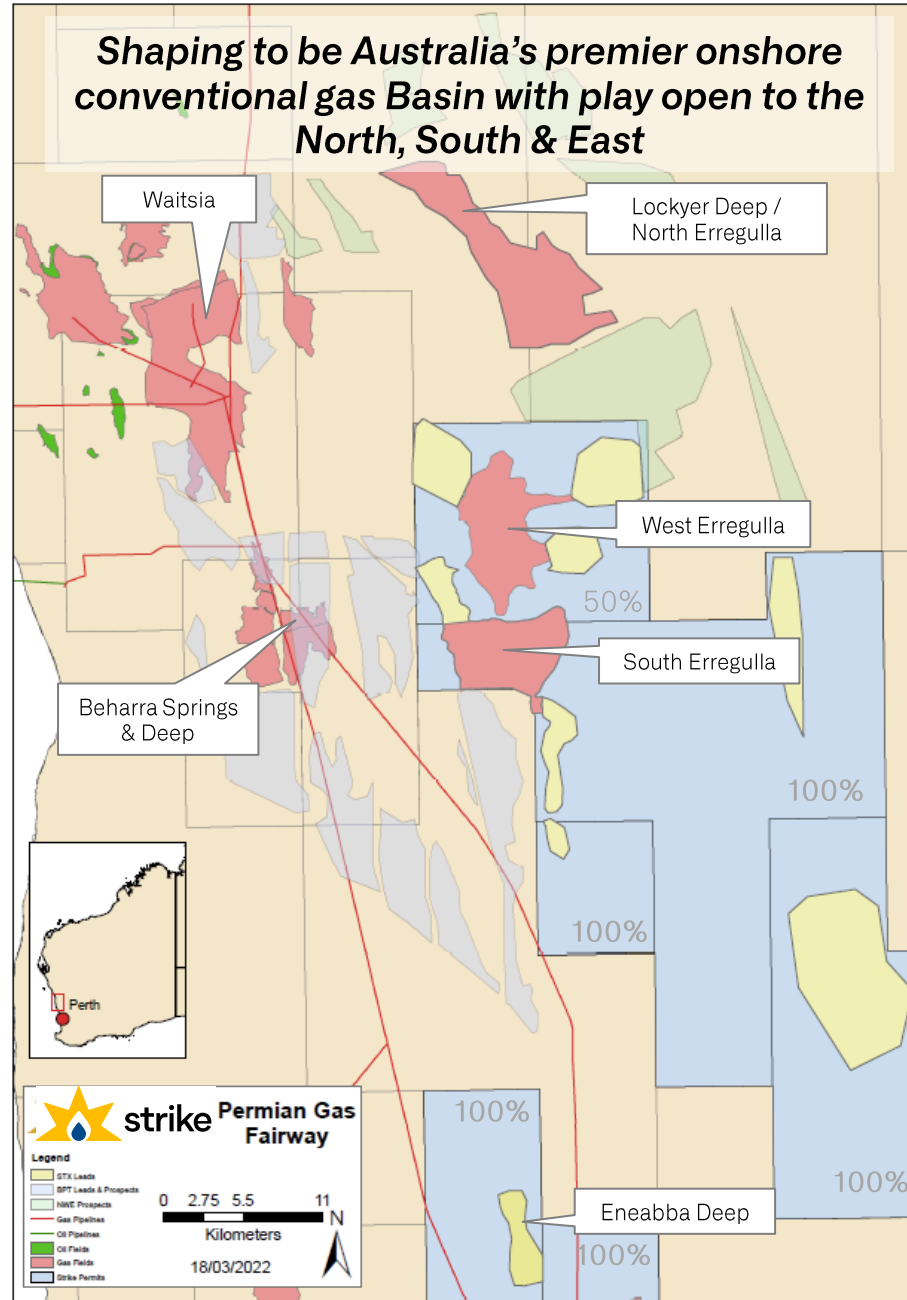 Shaping to be Australia's premier onshore
conventional gas Basin with play open to the
North, South & East
Waitsia
Lockyer Deep /
North Erregulla
West Erregulla
50%
South Erregulla
Beharra Springs
& Deep
100%
100%
Perth
strike
Permian Gas
Fairway
100%
100%
Legend
STX Leads
BPT Leads & Prospects
NWE Prospects
Gas Pipelines
Oil Pipelines
Oil Fields
Gas Fields
Strike Permits
0 2.75 5.5 11
Kilometers
N
18/03/2022
Eneabba Deep
100%